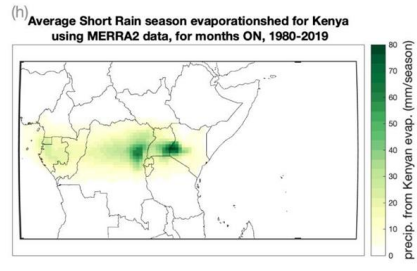 (h)
Average Short Rain season evaporationshed for Kenya
using MERRA2 data, for months ON, 1980-2019
80
70
60
50
40
30
20
10
0
precip. from Kenyan evap. (mm/season)